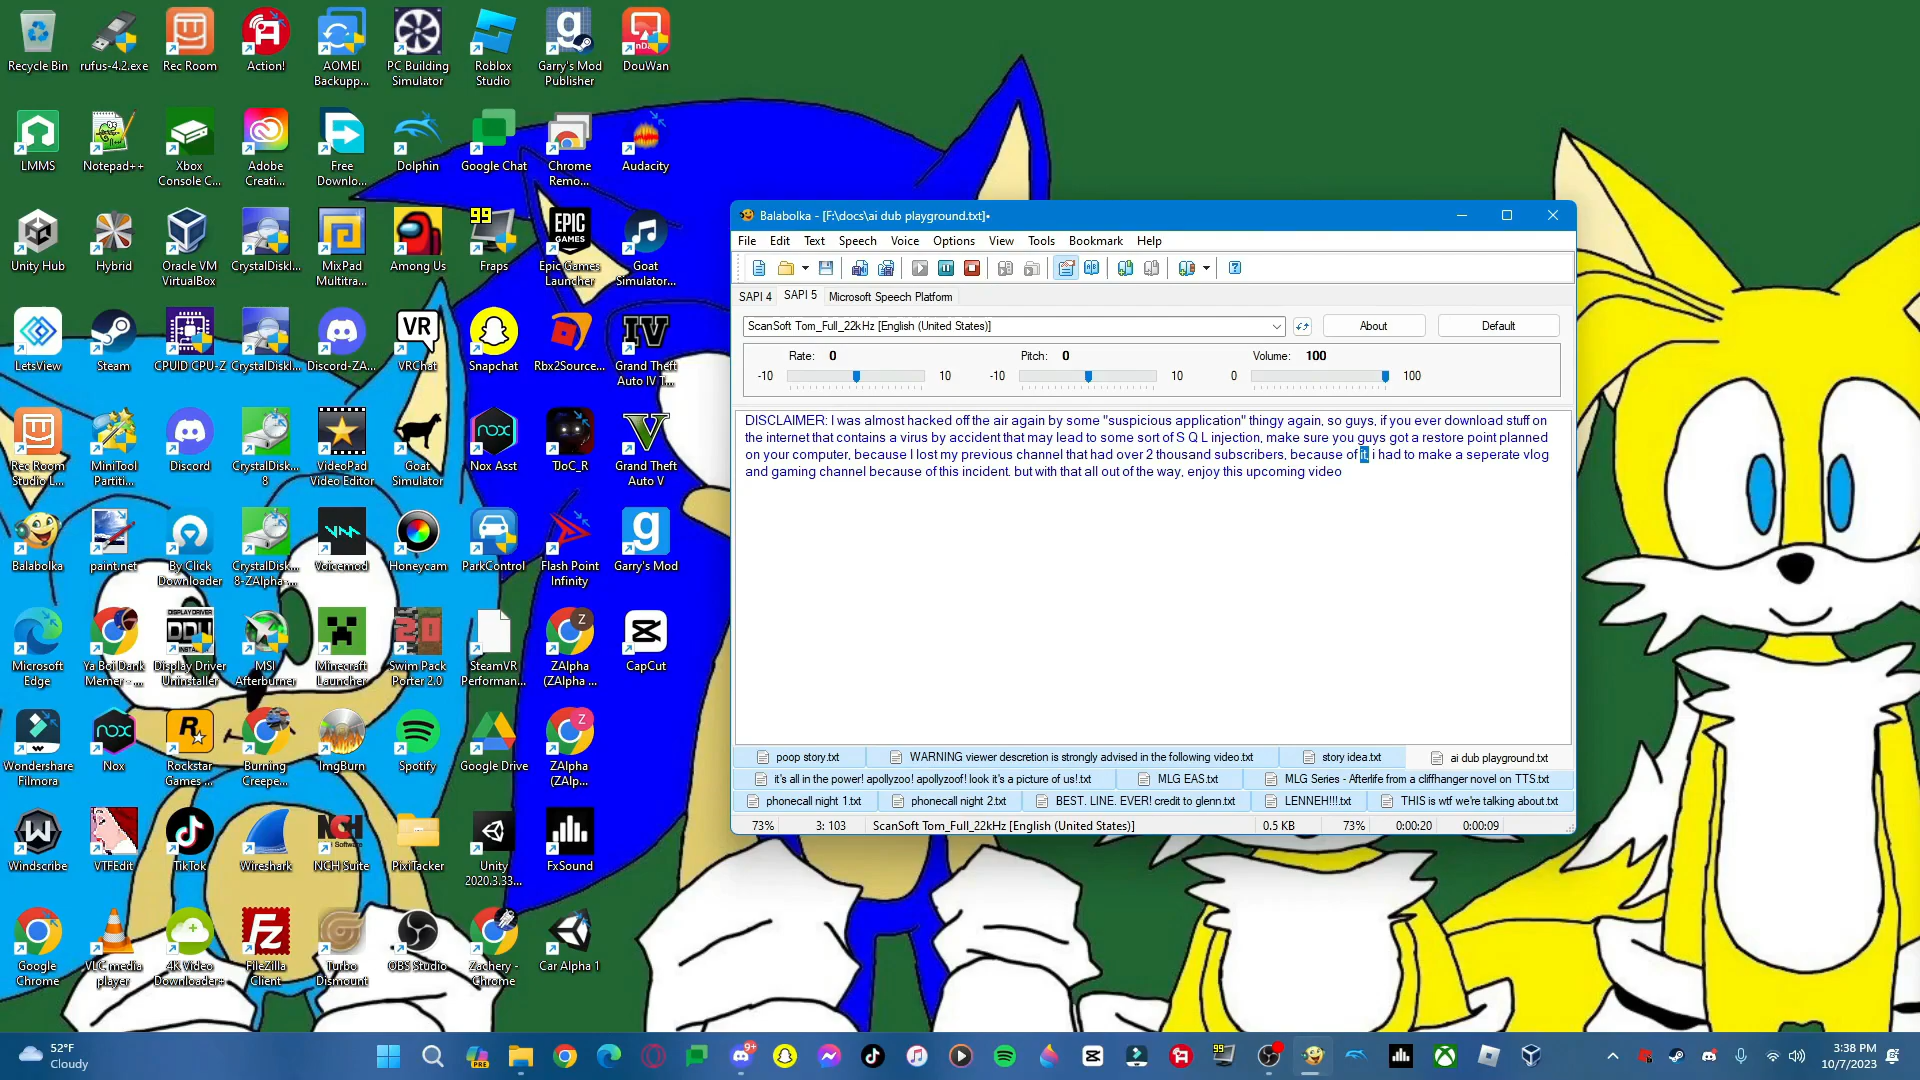 Recycle Bin
rufus-4.2.exe
Rec Room
Action!
AOMEI
Backupp...
PC Building
Simulator
Roblox
Studio
Garry's Mod
Publisher
DouWan
LMMS
Notepad++
Xbox
Console C...
Adobe
Creati...
Free
Downlo...
Dolphin
Google Chat
Chrome
Remo...
Audacity
Unity Hub
Hybrid
Oracle VM
VirtualBox
CrystalDiskI...
MixPad
Multitra...
Among Us
99
Fraps
EPIC
GAMES
Epic Games
Launcher
Goat
Simulator...
LetsView
Steam
CPUID CPU-Z
CrystalDiskI...
Discord-ZA...
VR
VRChat
Snapchat
Rbx2Source...
IV
Grand Theft
Auto IV T...
Rec Room
Studio L...
MiniTool
Partiti...
Discord
CrystalDisk...
8
VideoPad
Video Editor
Goat
Simulator
nox
Nox Asst
TJoC_R
V
Grand Theft
Auto V
Balabolka
paint.net
By Click
Downloader
CrystalDisk...
8-ZAlpha-...
Voicemod
Honeycam
ParkControl
Flash Point
Infinity
Garry's Mod
Microsoft
Edge
Ya Boi Dank
Memer - ...
DISPLAY DRIVER
DDU
Display Driver
Uninstaller
MSI
Afterburner
Minecraft
Launcher
20
Swim Pack
Porter 2.0
SteamVR
Performan...
Z
ZAlpha
(ZAlpha ...
CapCut
Wondershare
Filmora
nox
Nox
Rockstar
Games ...
Burning
Creepe...
ImgBurn
Spotify
Google Drive
Z
ZAlpha
(ZAlp...
Windscribe
VTFEdit
TikTok
Wireshark
NCH
NCH Suite
PixiTacker
Unity
2020.3.33...
FxSound
Google
Chrome
VLC media
player
4K Video
Downloader+
Fz
FileZilla
Client
Turbo
Dismount
OBS Studio
Zachery -
Chrome
Car Alpha 1
Balabolka - [F:\docs\ai dub playground.txt]•
File Edit Text Speech Voice Options View Tools Bookmark Help
SAPI 4 SAPI 5 Microsoft Speech Platform
ScanSoft Tom_Full_22kHz [English (United States)] About Default
Rate: 0 Pitch: 0 Volume: 100
-10 10 -10 10 0 100
DISCLAIMER: I was almost hacked off the air again by some "suspicious application" thingy again, so guys, if you ever download stuff on
the internet that contains a virus by accident that may lead to some sort of S Q L injection, make sure you guys got a restore point planned
on your computer, because I lost my previous channel that had over 2 thousand subscribers, because of it, i had to make a seperate vlog
and gaming channel because of this incident. but with that all out of the way, enjoy this upcoming video
poop story.txt WARNING viewer descretion is strongly advised in the following video.txt story idea.txt ai dub playground.txt
it's all in the power! apollyzoo! apollyzoof! look it's a picture of us!.txt MLG EAS.txt MLG Series - Afterlife from a cliffhanger novel on TTS.txt
phonecall night 1.txt phonecall night 2.txt BEST. LINE. EVER! credit to glenn.txt LENNEH!!!.txt THIS is wtf we're talking about.txt
73% 3: 103 ScanSoft Tom_Full_22kHz [English (United States)] 0.5 KB 73% 0:00:20 0:00:09
52°F
Cloudy
PRE
9+
99
3:38 PM
10/7/2023